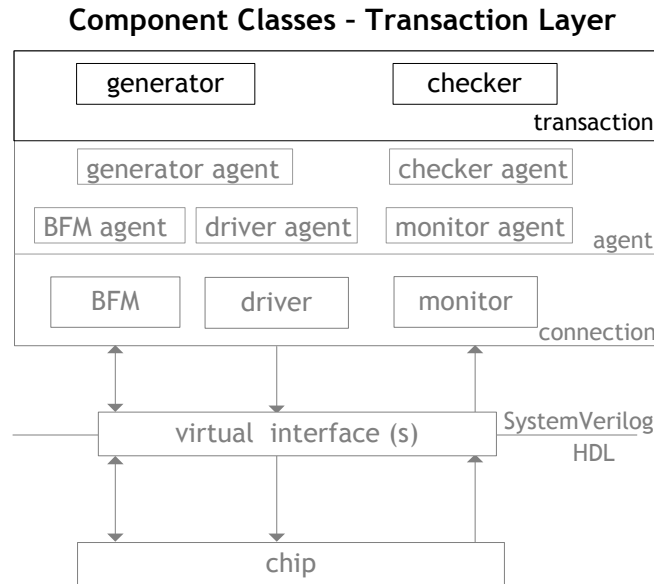 Component Classes – Transaction Layer
generator checker
transaction
generator agent checker agent
BFM agent driver agent monitor agent
agent
BFM driver monitor
connection
virtual interface (s) SystemVerilog
HDL
chip